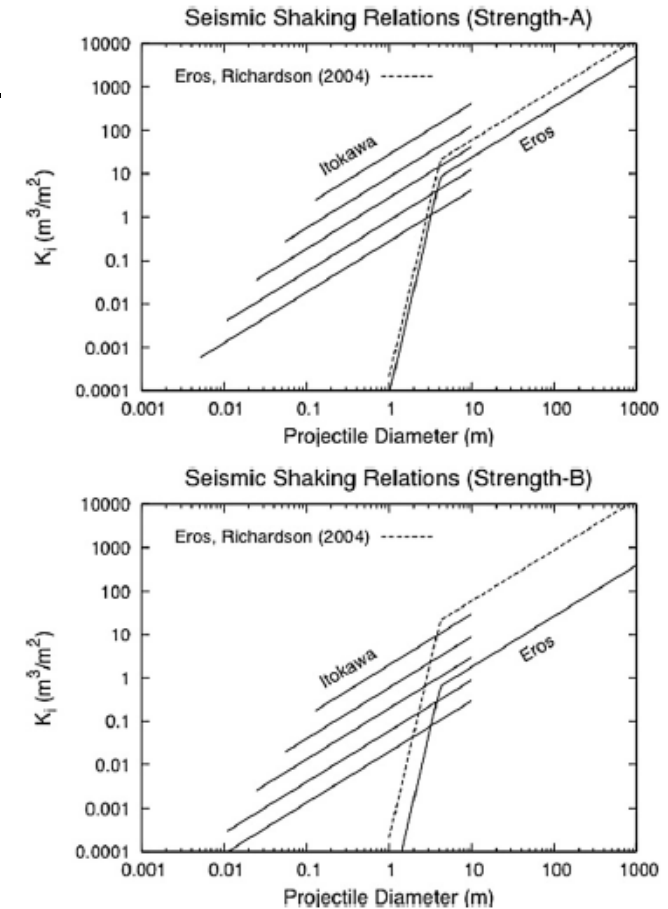 Seismic Shaking Relations (Strength-A)
10000
1000
100
10
1
0.1
0.01
0.001
0.0001
K_i (m^3/m^2)
Eros, Richardson (2004)
Itokawa
Eros
0.001 0.01 0.1 1 10 100 1000
Projectile Diameter (m)
Seismic Shaking Relations (Strength-B)
10000
1000
100
10
1
0.1
0.01
0.001
0.0001
K_i (m^3/m^2)
Eros, Richardson (2004)
Itokawa
Eros
0.001 0.01 0.1 1 10 100 1000
Projectile Diameter (m)